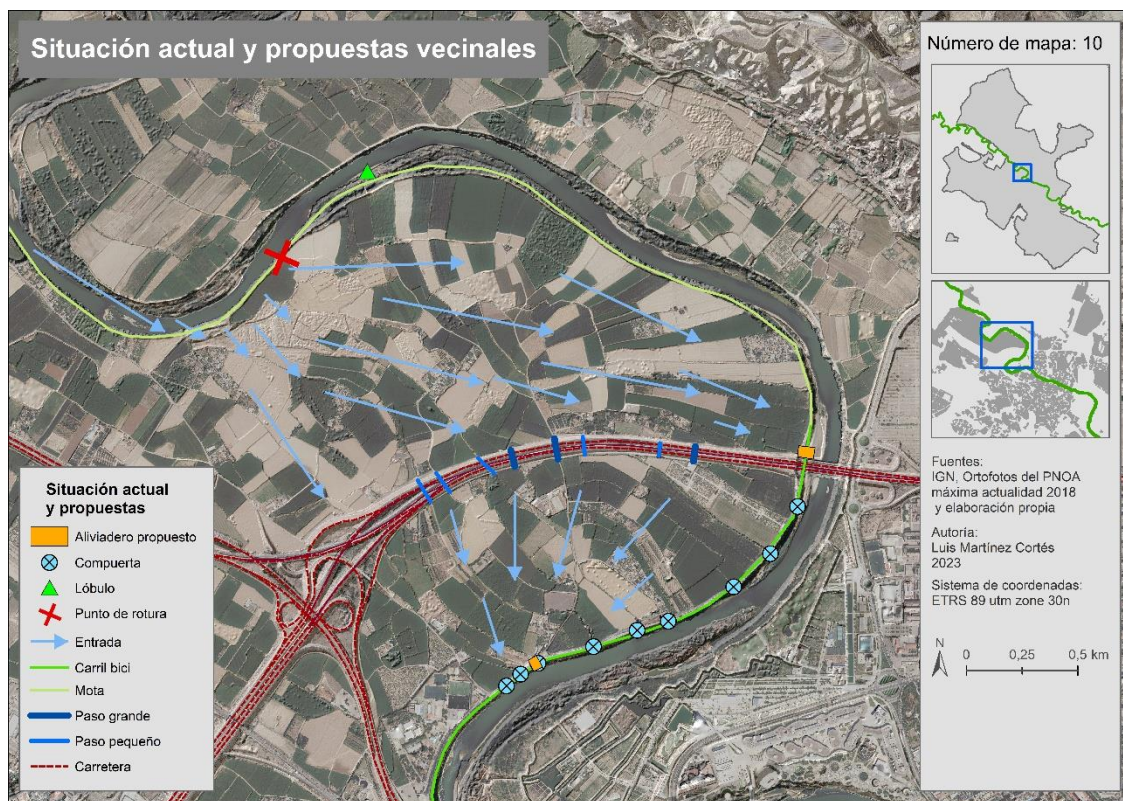 Situación actual y propuestas vecinales
Número de mapa: 10
Situación actual
y propuestas
Aliviadero propuesto
Compuerta
Lóbulo
Punto de rotura
Entrada
Carril bici
Mota
Paso grande
Paso pequeño
Carretera
Fuentes:
IGN, Ortofotos del PNOA
máxima actualidad 2018
y elaboración propia
Autoría:
Luis Martínez Cortés
2023
Sistema de coordenadas:
ETRS 89 utm zone 30n
N
0 0,25 0,5 km